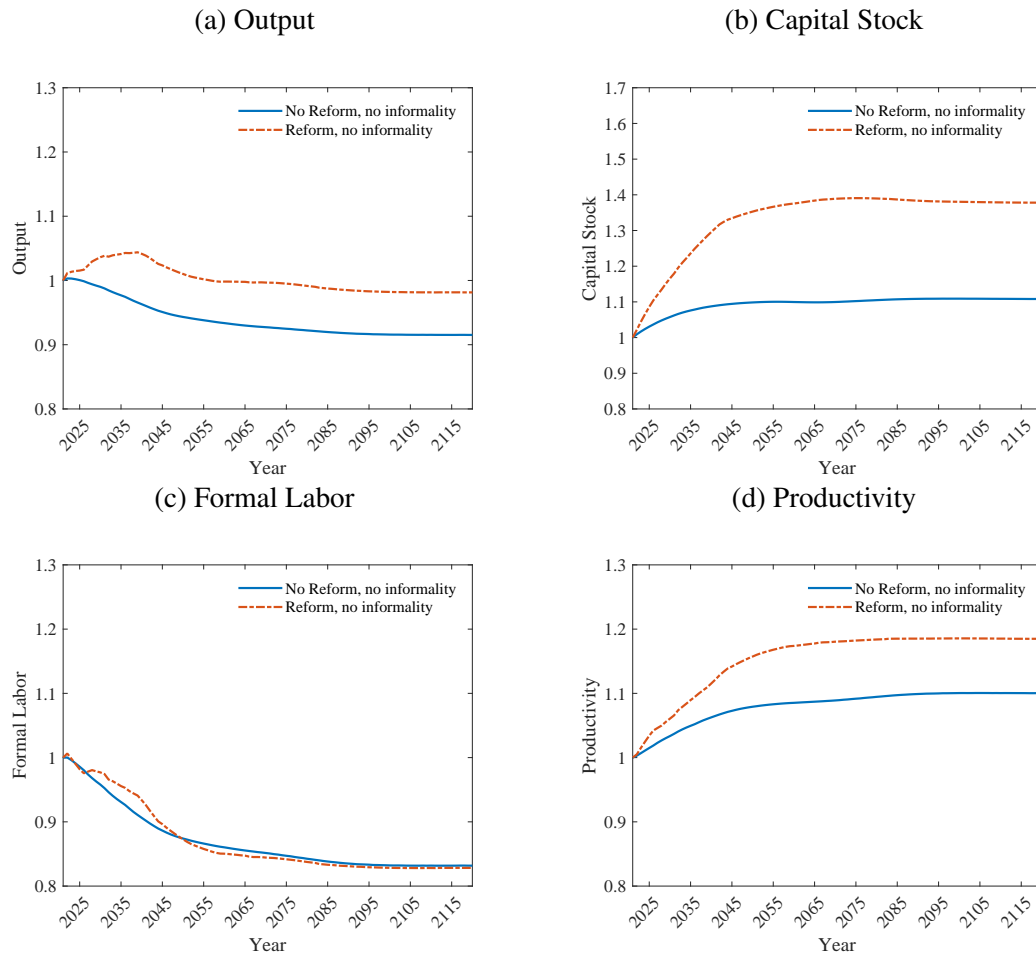 (a) Output
1.3
1.2
1.1
1
0.9
0.8
Output
No Reform, no informality
Reform, no informality
2025 2035 2045 2055 2065 2075 2085 2095 2105 2115
Year
(b) Capital Stock
1.7
1.6
1.5
1.4
1.3
1.2
1.1
1
0.9
0.8
Capital Stock
No Reform, no informality
Reform, no informality
2025 2035 2045 2055 2065 2075 2085 2095 2105 2115
Year
(c) Formal Labor
1.3
1.2
1.1
1
0.9
0.8
Formal Labor
No Reform, no informality
Reform, no informality
2025 2035 2045 2055 2065 2075 2085 2095 2105 2115
Year
(d) Productivity
1.3
1.2
1.1
1
0.9
0.8
Productivity
No Reform, no informality
Reform, no informality
2025 2035 2045 2055 2065 2075 2085 2095 2105 2115
Year